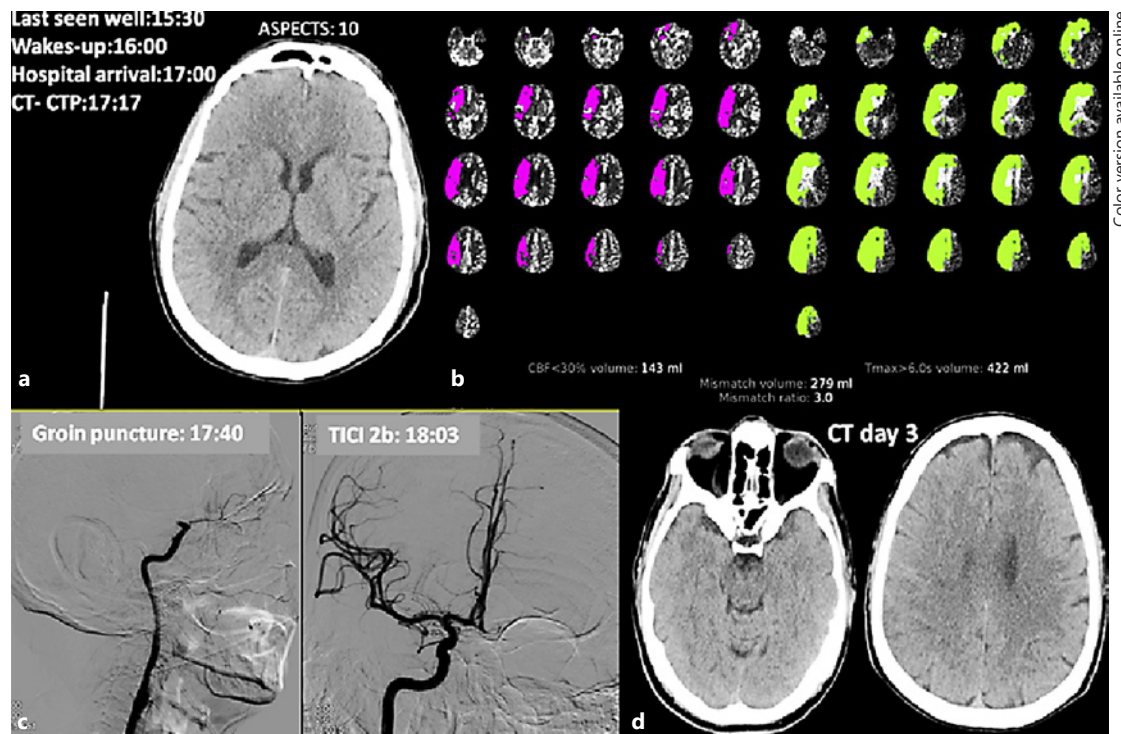 Last seen well:15:30
Wakes-up:16:00
Hospital arrival:17:00
CT- CTP:17:17
ASPECTS: 10
a
CBF<30% volume: 143 ml
Tmax>6.0s volume: 422 ml
Mismatch volume: 279 ml
Mismatch ratio: 3.0
b
Color version available online
Groin puncture: 17:40
TICI 2b: 18:03
c
CT day 3
d